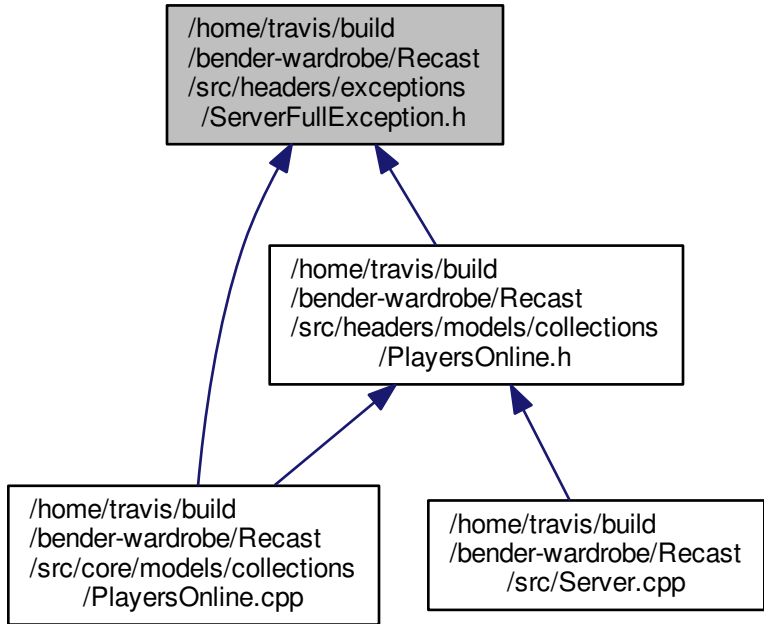 /home/travis/build
/bender-wardrobe/Recast
/src/headers/exceptions
/ServerFullException.h
/home/travis/build
/bender-wardrobe/Recast
/src/headers/models/collections
/PlayersOnline.h
/home/travis/build
/bender-wardrobe/Recast
/src/core/models/collections
/PlayersOnline.cpp
/home/travis/build
/bender-wardrobe/Recast
/src/Server.cpp